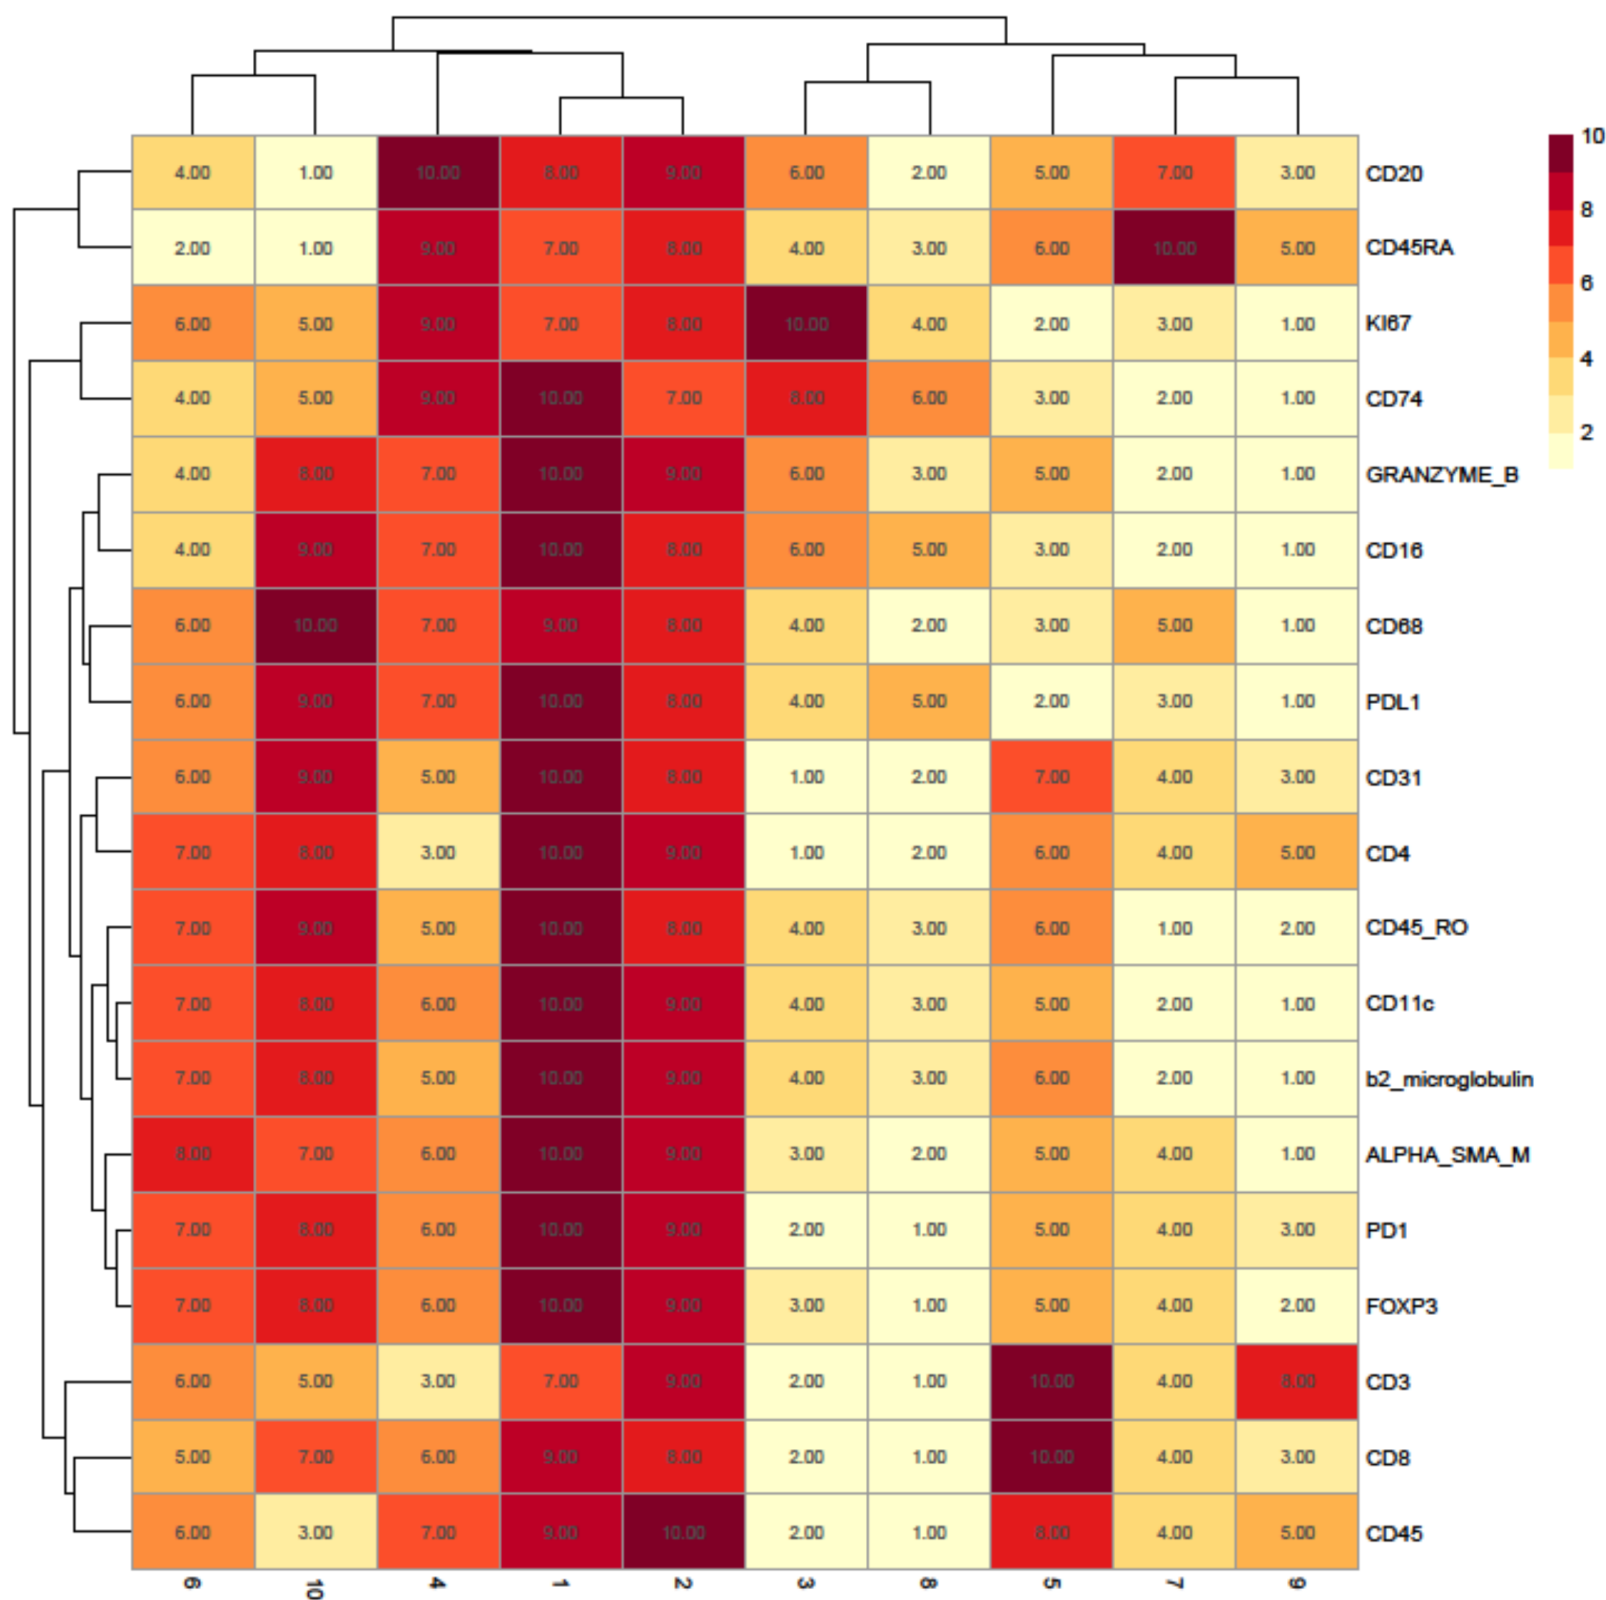 4.00 1.00 10.00 8.00 9.00 6.00 2.00 5.00 7.00 3.00 CD20
2.00 1.00 9.00 7.00 8.00 4.00 3.00 6.00 10.00 5.00 CD45RA
6.00 5.00 9.00 7.00 8.00 10.00 4.00 2.00 3.00 1.00 KI67
4.00 5.00 9.00 10.00 7.00 8.00 6.00 3.00 2.00 1.00 CD74
4.00 8.00 7.00 10.00 9.00 6.00 3.00 5.00 2.00 1.00 GRANZYME_B
4.00 9.00 7.00 10.00 8.00 6.00 5.00 3.00 2.00 1.00 CD16
6.00 10.00 7.00 9.00 8.00 4.00 2.00 3.00 5.00 1.00 CD68
6.00 9.00 7.00 10.00 8.00 4.00 5.00 2.00 3.00 1.00 PDL1
6.00 9.00 5.00 10.00 8.00 1.00 2.00 7.00 4.00 3.00 CD31
7.00 8.00 3.00 10.00 9.00 1.00 2.00 6.00 4.00 5.00 CD4
7.00 9.00 5.00 10.00 8.00 4.00 3.00 6.00 1.00 2.00 CD45_RO
7.00 8.00 6.00 10.00 9.00 4.00 3.00 5.00 2.00 1.00 CD11c
7.00 8.00 5.00 10.00 9.00 4.00 3.00 6.00 2.00 1.00 b2_microglobulin
8.00 7.00 6.00 10.00 9.00 3.00 2.00 5.00 4.00 1.00 ALPHA_SMA_M
7.00 8.00 6.00 10.00 9.00 2.00 1.00 5.00 4.00 3.00 PD1
7.00 8.00 6.00 10.00 9.00 3.00 1.00 5.00 4.00 2.00 FOXP3
6.00 5.00 3.00 7.00 9.00 2.00 1.00 10.00 4.00 8.00 CD3
5.00 7.00 6.00 9.00 8.00 2.00 1.00 10.00 4.00 3.00 CD8
6.00 3.00 7.00 9.00 10.00 2.00 1.00 8.00 4.00 5.00 CD45
6 10 4 1 2 3 8 5 7 9
10
8
6
4
2